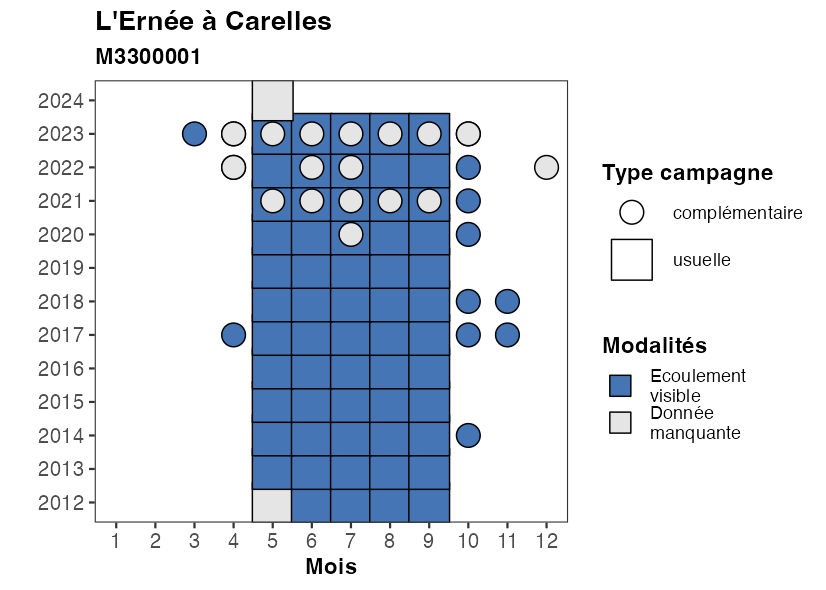 L'Ernée à Carelles
M3300001
2024
2023
2022
2021
2020
2019
2018
2017
2016
2015
2014
2013
2012
1 2 3 4 5 6 7 8 9 10 11 12
Mois
Type campagne
complémentaire
usuelle
Modalités
Ecoulement
visible
Donnée
manquante